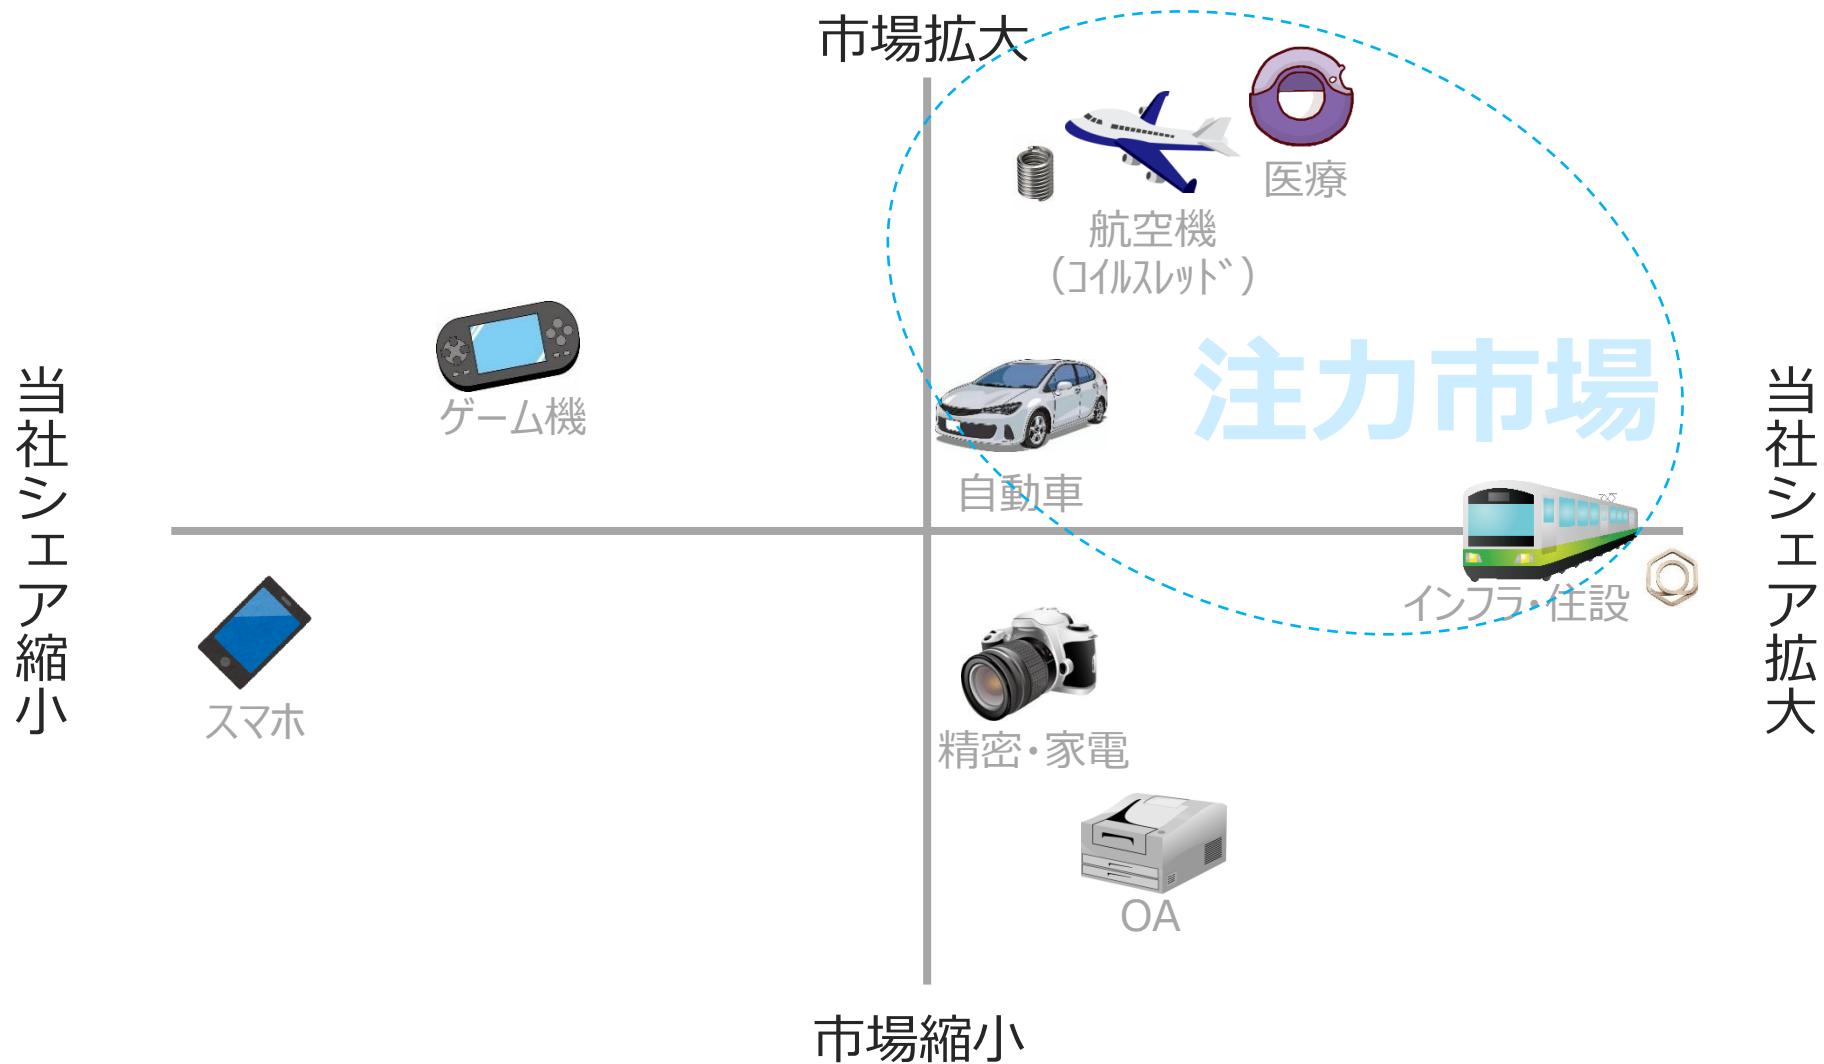 市場拡大
医療
航空機
（ｺｲﾙｽﾚｯﾄﾞ）
注力市場
当社シェア縮小
当社シェア拡大
ゲーム機
自動車
インフラ・住設
スマホ
精密・家電
OA
市場縮小